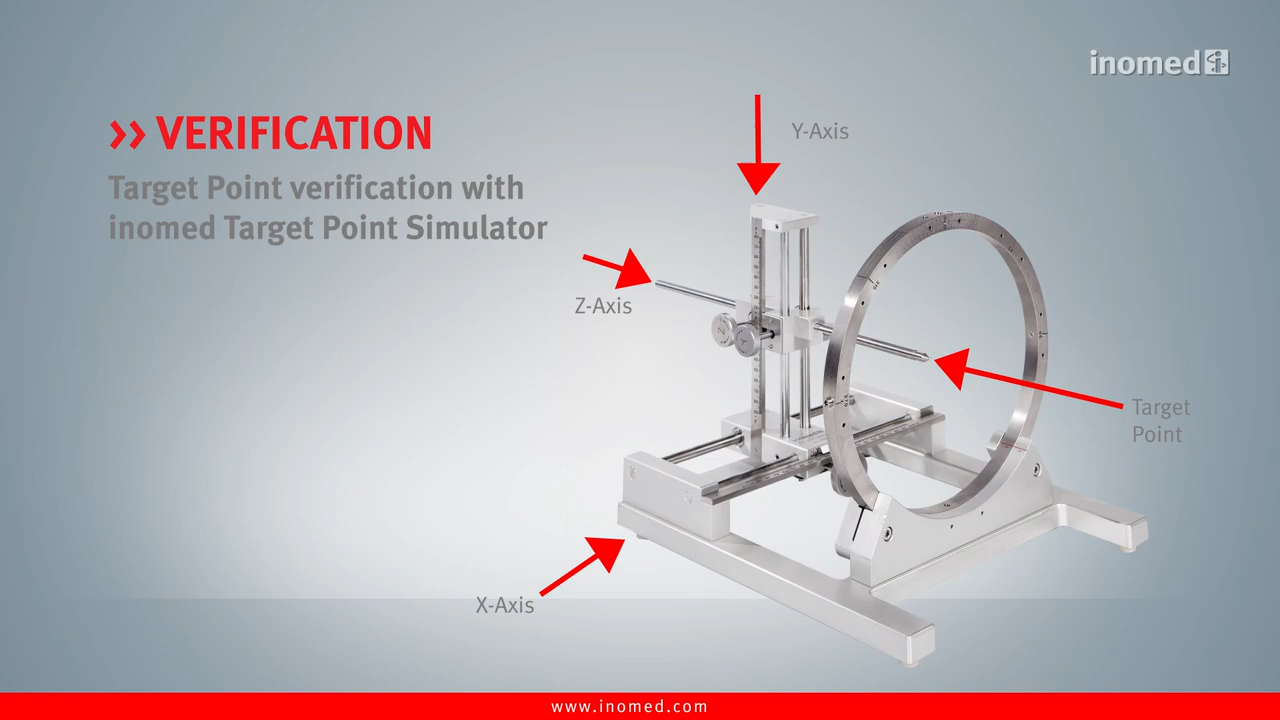 inomed
>> VERIFICATION
Target Point verification with
inomed Target Point Simulator
Y-Axis
Z-Axis
Target
Point
X-Axis
www.inomed.com